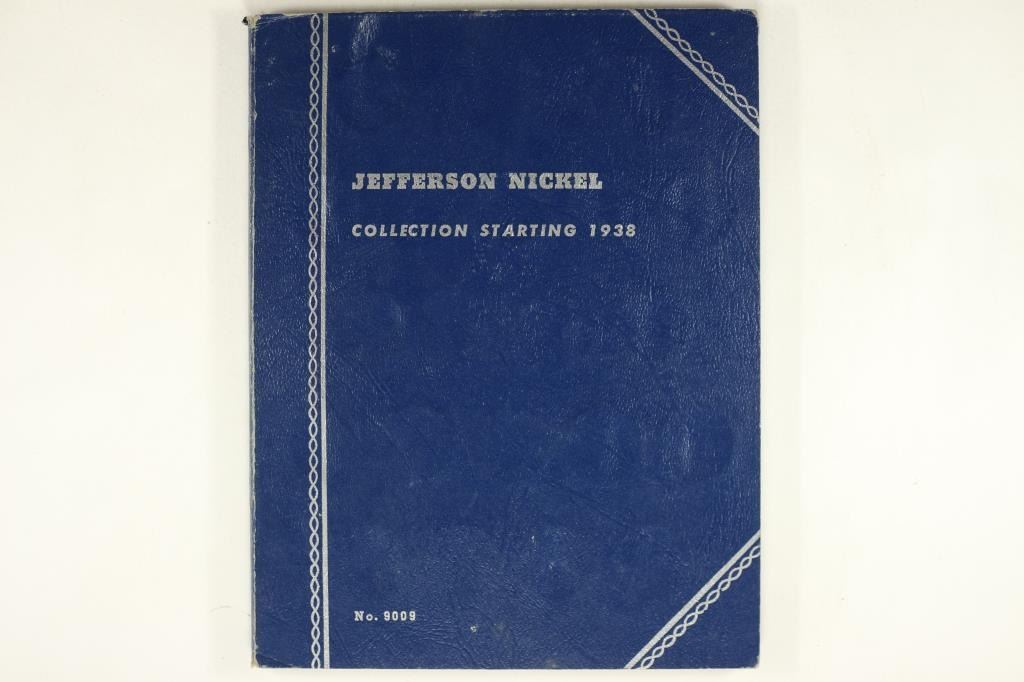 JEFFERSON NICKEL
COLLECTION STARTING 1938
No. 9009